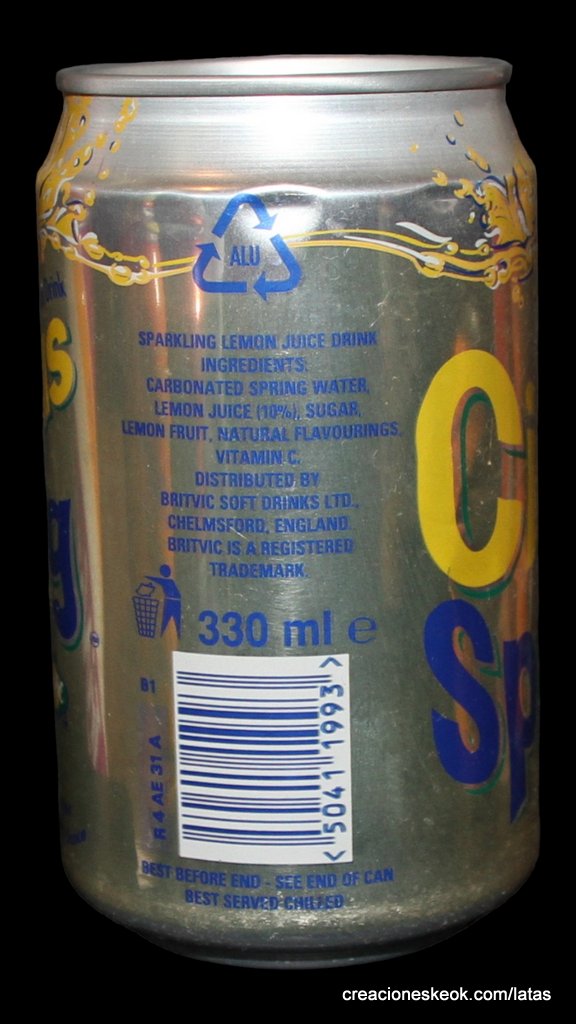 ALU
Drink
SPARKLING LEMON JUICE DRINK
INGREDIENTS:
CARBONATED SPRING WATER,
LEMON JUICE (10%), SUGAR,
LEMON FRUIT, NATURAL FLAVOURINGS,
VITAMIN C.
DISTRIBUTED BY
BRITVIC SOFT DRINKS LTD.,
CHELMSFORD, ENGLAND.
BRITVIC IS A REGISTERED
TRADEMARK.
330 ml e
B1
R 4 AE 31 A
< 5041 1993 >
BEST BEFORE END - SEE END OF CAN
BEST SERVED CHILLED
s
g
C
Sp
creacioneskeok.com/latas